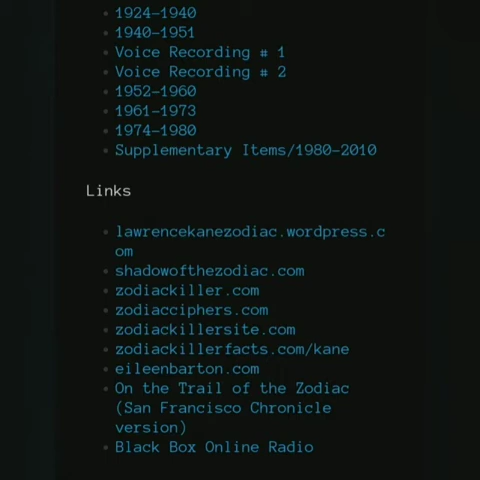 1924-1940
1940-1951
Voice Recording # 1
Voice Recording # 2
1952-1960
1961-1973
1974-1980
Supplementary Items/1980-2010
Links
lawrencekanezodiac.wordpress.c
om
shadowofthezodiac.com
zodiackiller.com
zodiacciphers.com
zodiackillersite.com
zodiackillerfacts.com/kane
eileenbarton.com
On the Trail of the Zodiac
(San Francisco Chronicle
version)
Black Box Online Radio